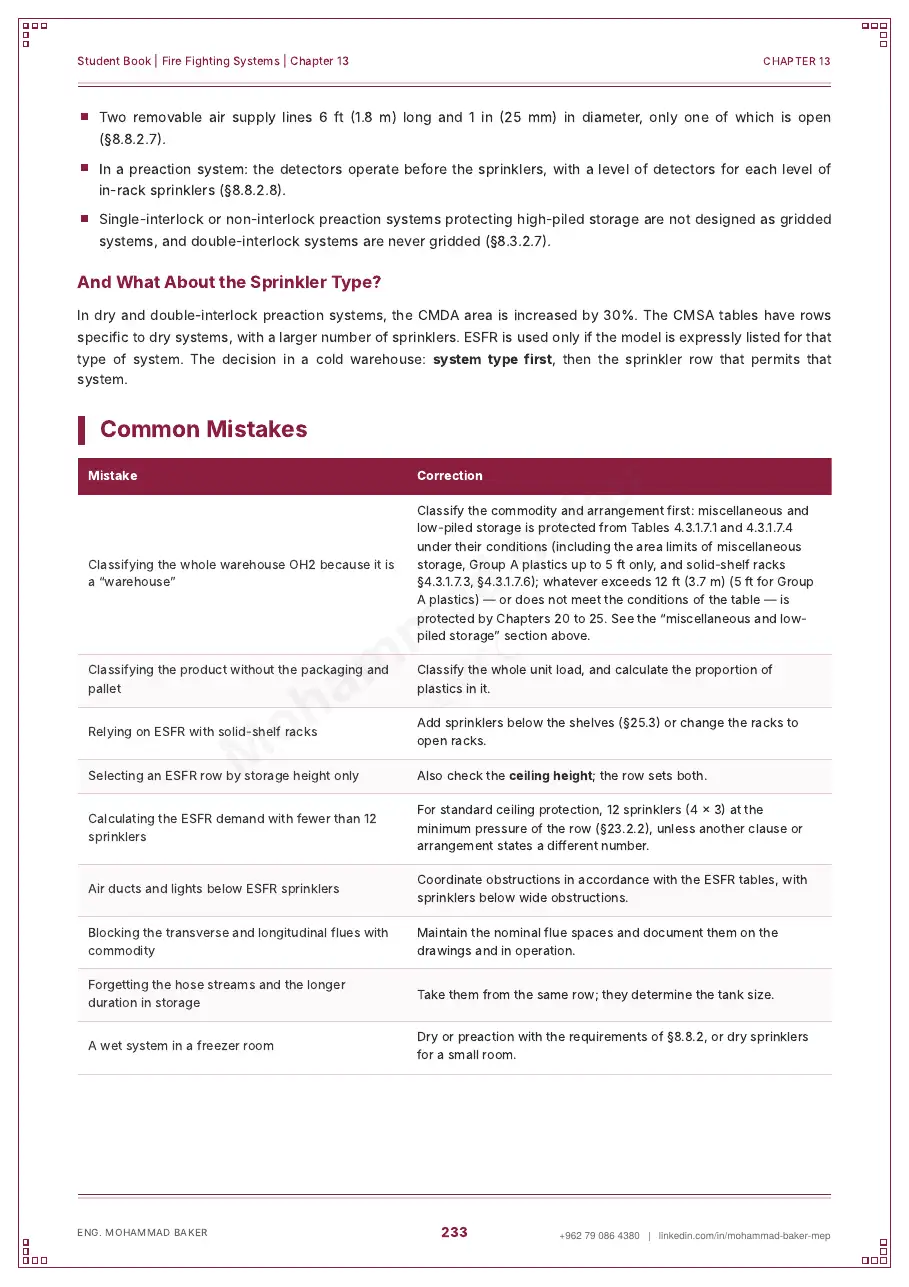 Student Book | Fire Fighting Systems | Chapter 13
CHAPTER 13
Two removable air supply lines 6 ft (1.8 m) long and 1 in (25 mm) in diameter, only one of which is open
(§8.8.2.7).
In a preaction system: the detectors operate before the sprinklers, with a level of detectors for each level of
in-rack sprinklers (§8.8.2.8).
Single-interlock or non-interlock preaction systems protecting high-piled storage are not designed as gridded
systems, and double-interlock systems are never gridded (§8.3.2.7).
And What About the Sprinkler Type?
In dry and double-interlock preaction systems, the CMDA area is increased by 30%. The CMSA tables have rows
specific to dry systems, with a larger number of sprinklers. ESFR is used only if the model is expressly listed for that
type of system. The decision in a cold warehouse: system type first, then the sprinkler row that permits that
system.
Common Mistakes
Mistake
Correction
Classifying the whole warehouse OH2 because it is
a “warehouse”
Classify the commodity and arrangement first: miscellaneous and
low-piled storage is protected from Tables 4.3.1.7.1 and 4.3.1.7.4
under their conditions (including the area limits of miscellaneous
storage, Group A plastics up to 5 ft only, and solid-shelf racks
§4.3.1.7.3, §4.3.1.7.6); whatever exceeds 12 ft (3.7 m) (5 ft for Group
A plastics) — or does not meet the conditions of the table — is
protected by Chapters 20 to 25. See the “miscellaneous and low-
piled storage” section above.
Classifying the product without the packaging and
pallet
Classify the whole unit load, and calculate the proportion of
plastics in it.
Relying on ESFR with solid-shelf racks
Add sprinklers below the shelves (§25.3) or change the racks to
open racks.
Selecting an ESFR row by storage height only
Also check the ceiling height; the row sets both.
Calculating the ESFR demand with fewer than 12
sprinklers
For standard ceiling protection, 12 sprinklers (4 × 3) at the
minimum pressure of the row (§23.2.2), unless another clause or
arrangement states a different number.
Air ducts and lights below ESFR sprinklers
Coordinate obstructions in accordance with the ESFR tables, with
sprinklers below wide obstructions.
Blocking the transverse and longitudinal flues with
commodity
Maintain the nominal flue spaces and document them on the
drawings and in operation.
Forgetting the hose streams and the longer
duration in storage
Take them from the same row; they determine the tank size.
A wet system in a freezer room
Dry or preaction with the requirements of §8.8.2, or dry sprinklers
for a small room.
ENG. MOHAMMAD BAKER
233
+962 79 086 4380 | linkedin.com/in/mohammad-baker-mep